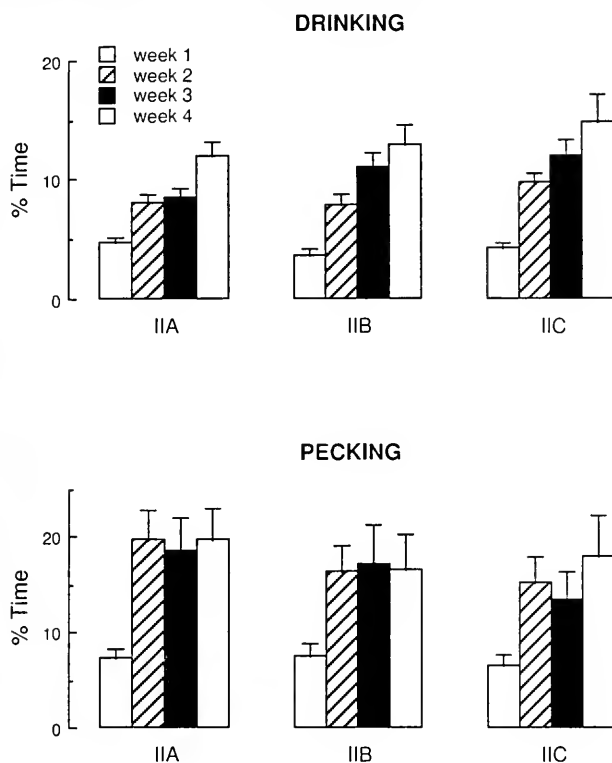 DRINKING
week 1
week 2
week 3
week 4
20
10
0
% Time
IIA IIB IIC
PECKING
20
10
0
% Time
IIA IIB IIC